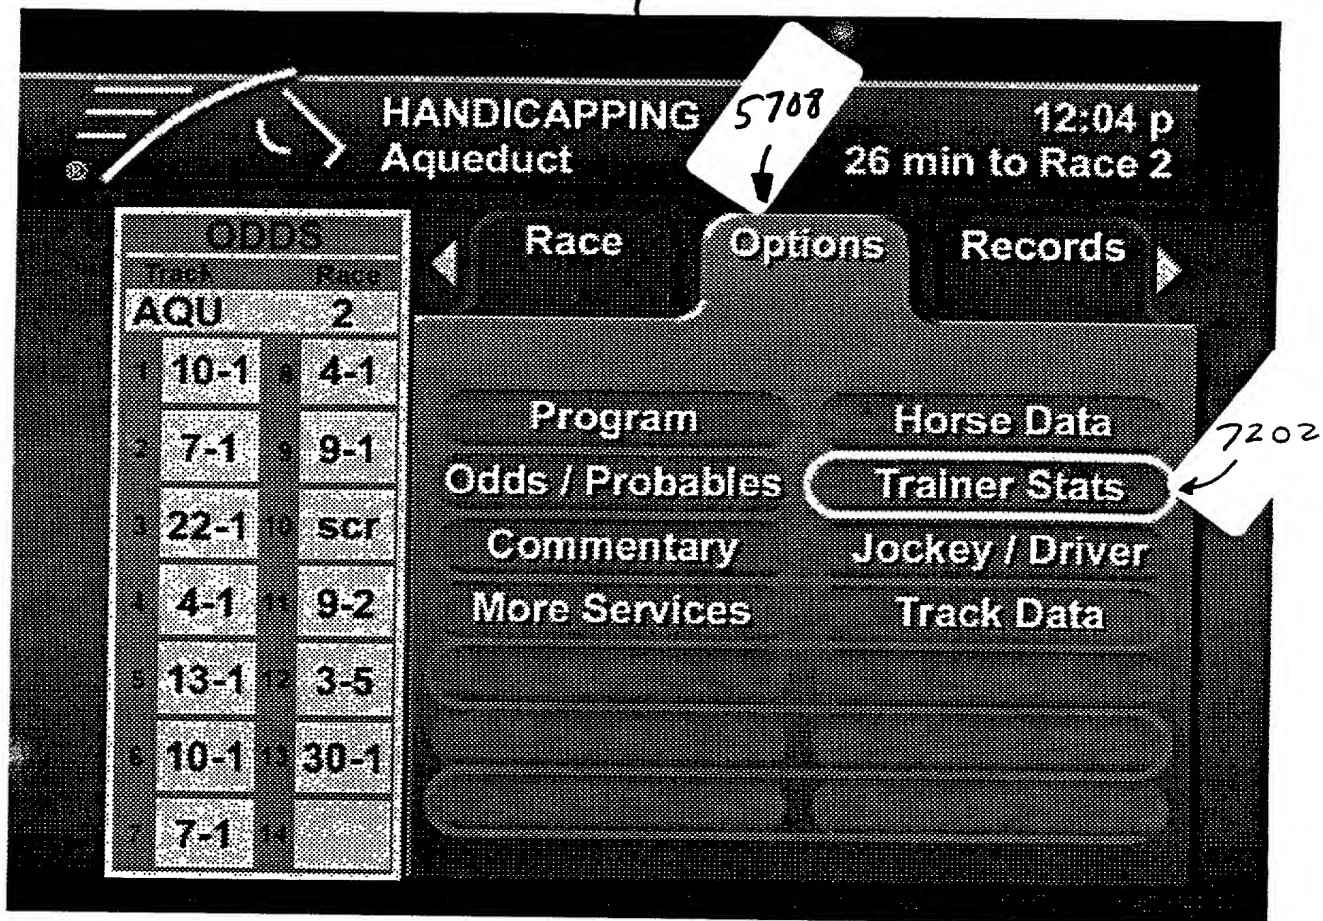 HANDICAPPING
Aqueduct
5708
12:04 p
26 min to Race 2
ODDS
Track Race
AQU 2
1 10-1 8 4-1
2 7-1 9 9-1
3 22-1 10 scr
4 4-1 11 9-2
5 13-1 12 3-5
6 10-1 13 30-1
7 7-1 14
Race
Options
Records
Program
Horse Data
Odds / Probables
Trainer Stats
7202
Commentary
Jockey / Driver
More Services
Track Data